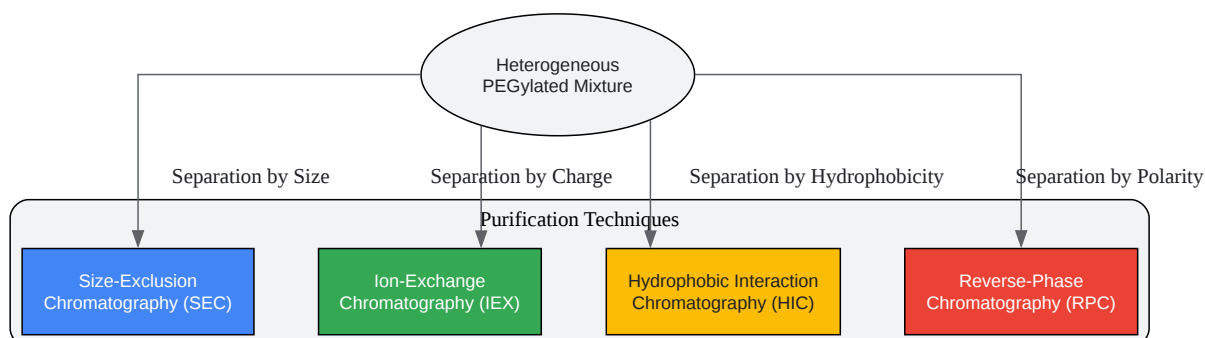 Heterogeneous
PEGylated Mixture
Separation by Size
Separation by Charge
Separation by Hydrophobicity
Separation by Polarity
Purification Techniques
Size-Exclusion
Chromatography (SEC)
Ion-Exchange
Chromatography (IEX)
Hydrophobic Interaction
Chromatography (HIC)
Reverse-Phase
Chromatography (RPC)